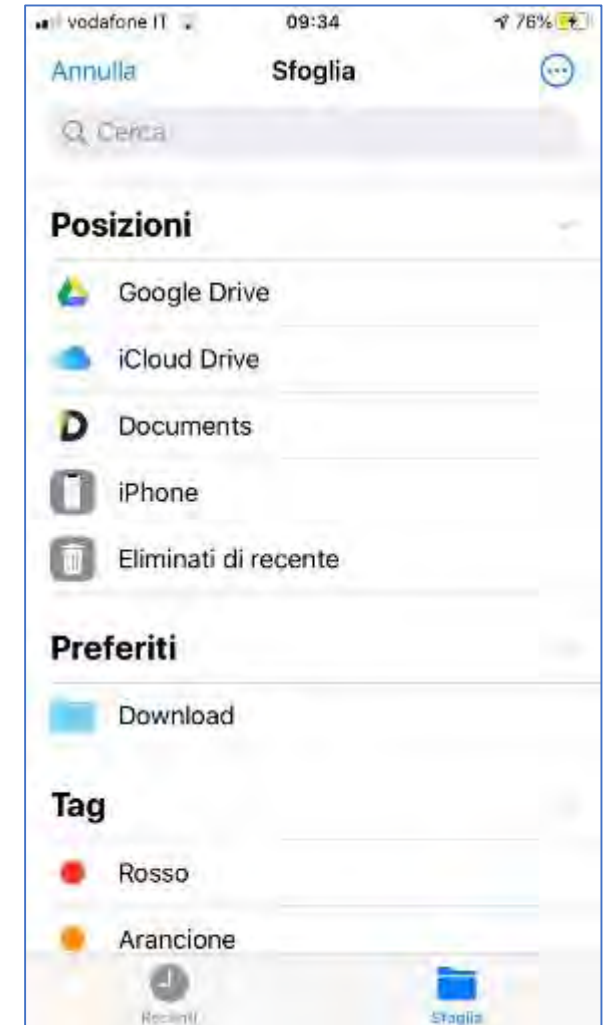 vodafone IT 09:34 76%
Annulla Sfoglia
Cerca
Posizioni
Google Drive
iCloud Drive
Documents
iPhone
Eliminati di recente
Preferiti
Download
Tag
Rosso
Arancione
Recenti Sfoglia